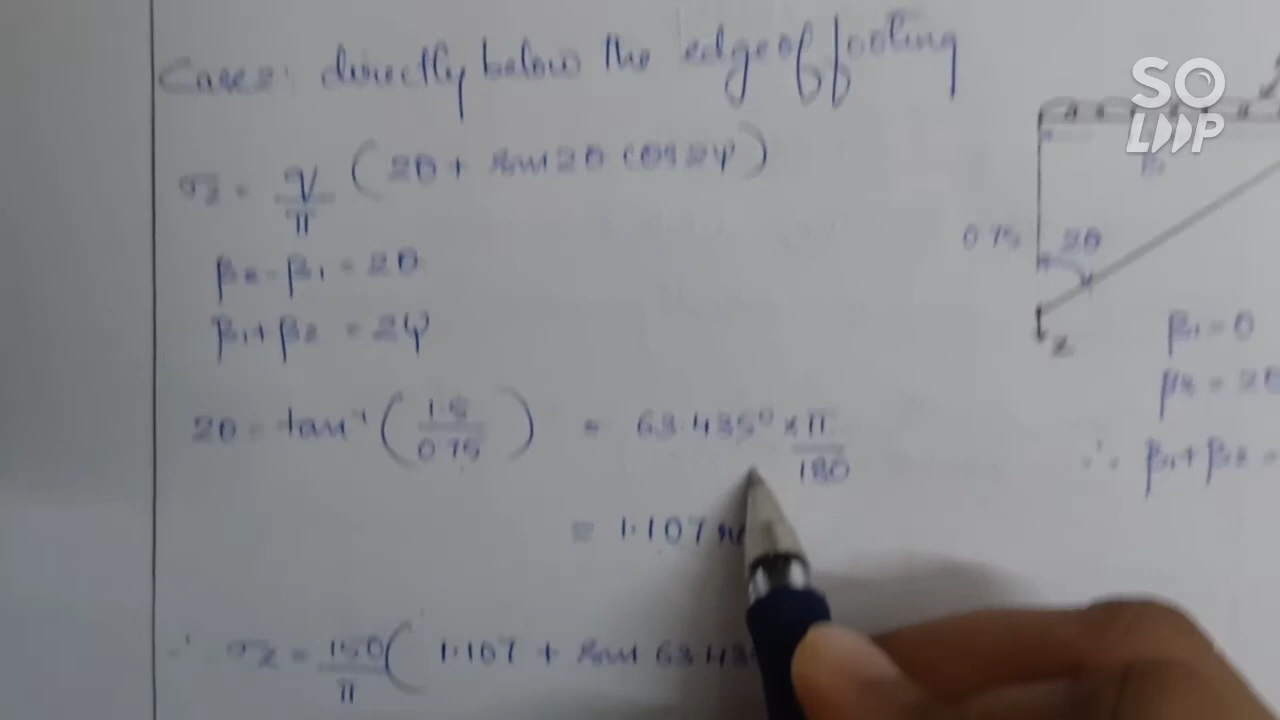 SO
LOOP
Case2: directly below the edge of footing
σz = q/π (2θ + sin2θ cos2ψ)
β2 - β1 = 2θ
β1 + β2 = 2ψ
2θ = tan⁻¹ (1.5/0.75) = 63.435° × π/180
= 1.107
∴ σz = 150/π ( 1.107 + sin 63.43
B
0.75 2θ
z
β1 = 0
β2 = 2θ
∴ β1 + β2 =